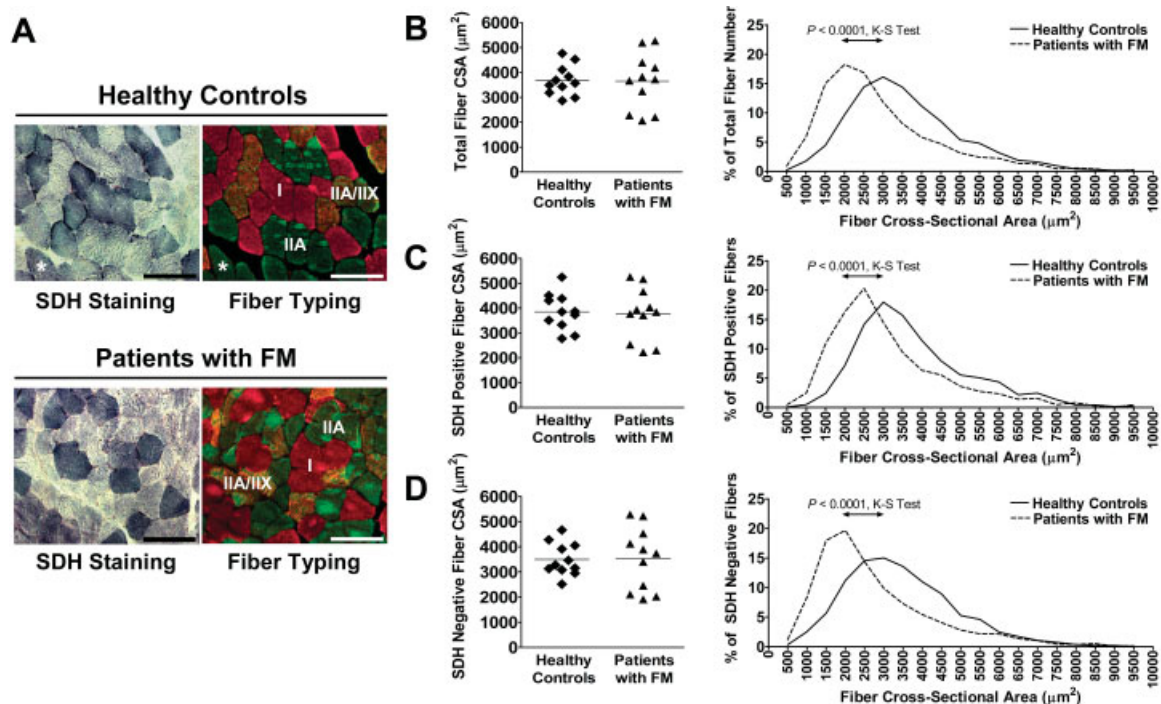 A
Healthy Controls
I
IIA/IIX
IIA
*
*
SDH Staining
Fiber Typing
Patients with FM
IIA
I
IIA/IIX
SDH Staining
Fiber Typing
B
Total Fiber CSA (μm²)
6000
5000
4000
3000
2000
1000
0
Healthy
Controls
Patients
with FM
% of Total Fiber Number
25
20
15
10
5
0
P < 0.0001, K-S Test
Healthy Controls
Patients with FM
0
500
1000
1500
2000
2500
3000
3500
4000
4500
5000
5500
6000
6500
7000
7500
8000
8500
9000
9500
10000
Fiber Cross-Sectional Area (μm²)
C
SDH Positive Fiber CSA (μm²)
6000
5000
4000
3000
2000
1000
0
Healthy
Controls
Patients
with FM
% of SDH Positive Fibers
25
20
15
10
5
0
P < 0.0001, K-S Test
Healthy Controls
Patients with FM
0
500
1000
1500
2000
2500
3000
3500
4000
4500
5000
5500
6000
6500
7000
7500
8000
8500
9000
9500
10000
Fiber Cross-Sectional Area (μm²)
D
SDH Negative Fiber CSA (μm²)
6000
5000
4000
3000
2000
1000
0
Healthy
Controls
Patients
with FM
% of SDH Negative Fibers
25
20
15
10
5
0
P < 0.0001, K-S Test
Healthy Controls
Patients with FM
0
500
1000
1500
2000
2500
3000
3500
4000
4500
5000
5500
6000
6500
7000
7500
8000
8500
9000
9500
10000
Fiber Cross-Sectional Area (μm²)